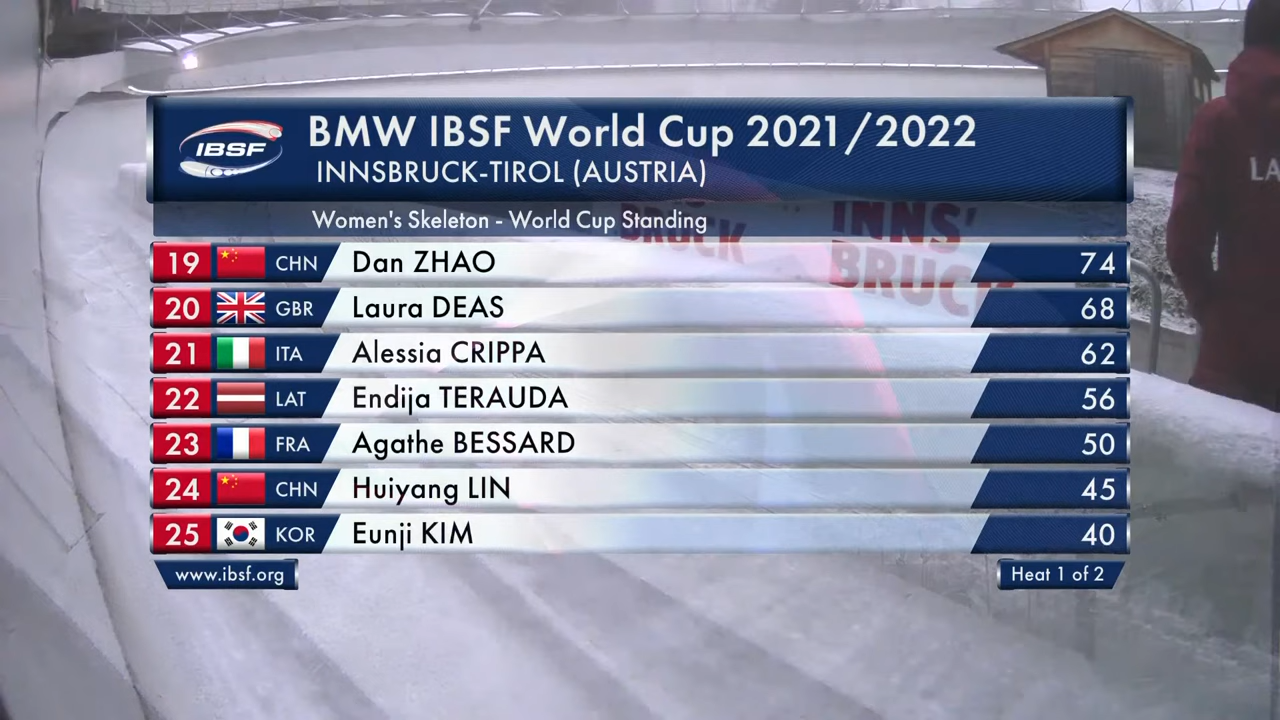 IBSF
BMW IBSF World Cup 2021/2022
INNSBRUCK-TIROL (AUSTRIA)
Women's Skeleton - World Cup Standing
INNS'
BRUCK
BRUCK
19 CHN Dan ZHAO 74
20 GBR Laura DEAS 68
21 ITA Alessia CRIPPA 62
22 LAT Endija TERAUDA 56
23 FRA Agathe BESSARD 50
24 CHN Huiyang LIN 45
25 KOR Eunji KIM 40
www.ibsf.org
Heat 1 of 2